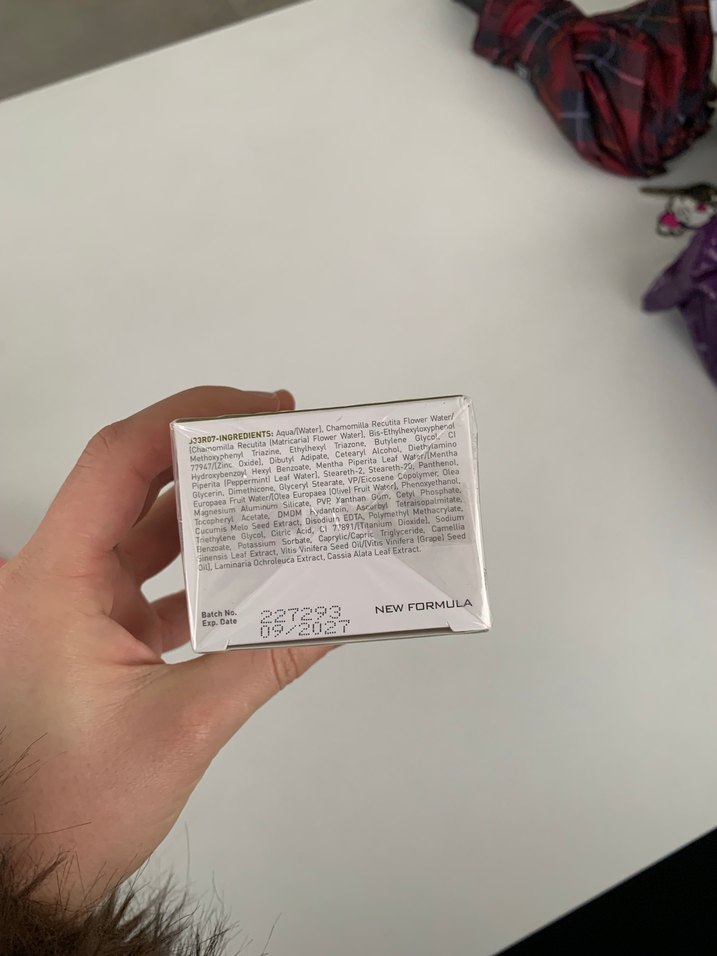 J33R07-INGREDIENTS: Aqua/(Water), Chamomilla Recutita Flower Water/
(Chamomilla Recutita (Matricaria) Flower Water), Bis-Ethylhexyloxyphenol
Methoxyphenyl Triazine, Ethylhexyl Triazone, Butylene Glycol, CI
77947/(Zinc Oxide), Dibutyl Adipate, Cetearyl Alcohol, Diethylamino
Hydroxybenzoyl Hexyl Benzoate, Mentha Piperita Leaf Water/(Mentha
Piperita (Peppermint) Leaf Water), Steareth-2, Steareth-20, Panthenol,
Glycerin, Dimethicone, Glyceryl Stearate, VP/Eicosene Copolymer, Olea
Europaea Fruit Water/(Olea Europaea (Olive) Fruit Water), Phenoxyethanol,
Magnesium Aluminum Silicate, PVP, Xanthan Gum, Cetyl Phosphate,
Tocopheryl Acetate, DMDM Hydantoin, Ascorbyl Tetraisopalmitate,
Cucumis Melo Seed Extract, Disodium EDTA, Polymethyl Methacrylate,
Triethylene Glycol, Citric Acid, CI 77891/(Titanium Dioxide), Sodium
Benzoate, Potassium Sorbate, Caprylic/Capric Triglyceride, Camellia
Sinensis Leaf Extract, Vitis Vinifera Seed Oil/(Vitis Vinifera (Grape) Seed
Oil), Laminaria Ochroleuca Extract, Cassia Alata Leaf Extract.
Batch No. 227293
Exp. Date 09/2027
NEW FORMULA